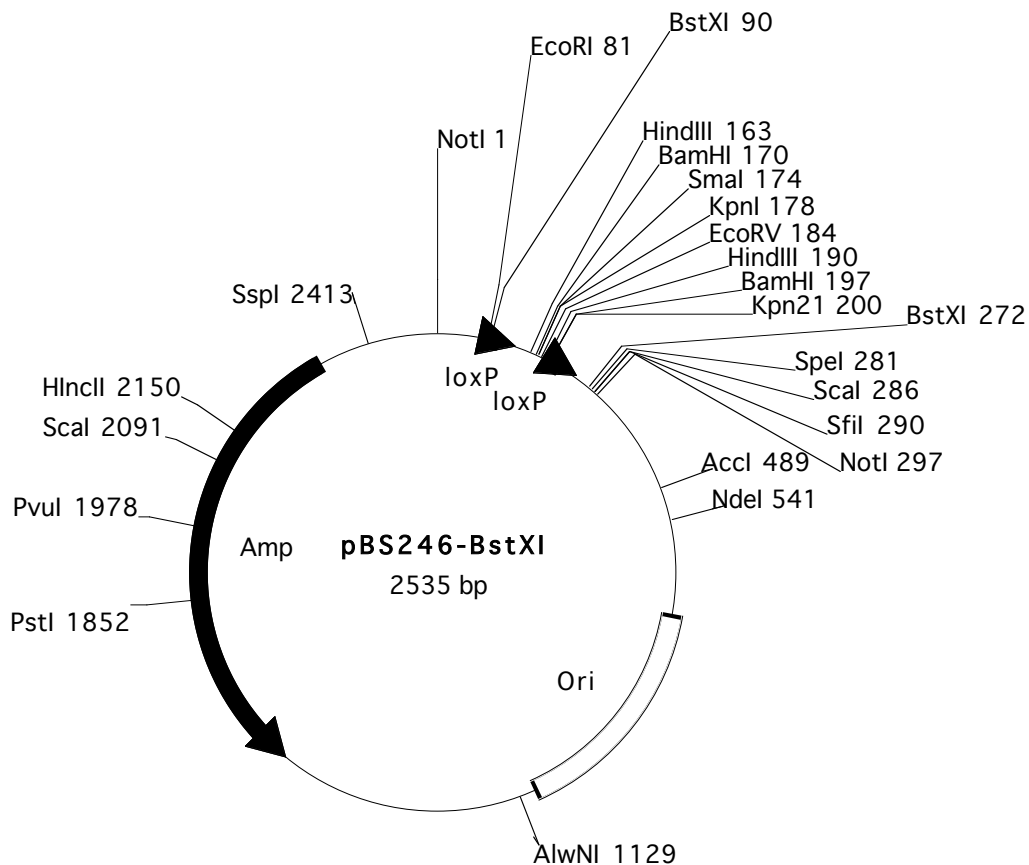 BstXI 90
EcoRI 81
NotI 1
HindIII 163
BamHI 170
SmaI 174
KpnI 178
EcoRV 184
HindIII 190
BamHI 197
Kpn21 200
BstXI 272
SpeI 281
ScaI 286
SfiI 290
NotI 297
SspI 2413
loxP
loxP
HIncII 2150
ScaI 2091
AccI 489
NdeI 541
PvuI 1978
Amp
pBS246-BstXI
2535 bp
PstI 1852
Ori
AlwNI 1129